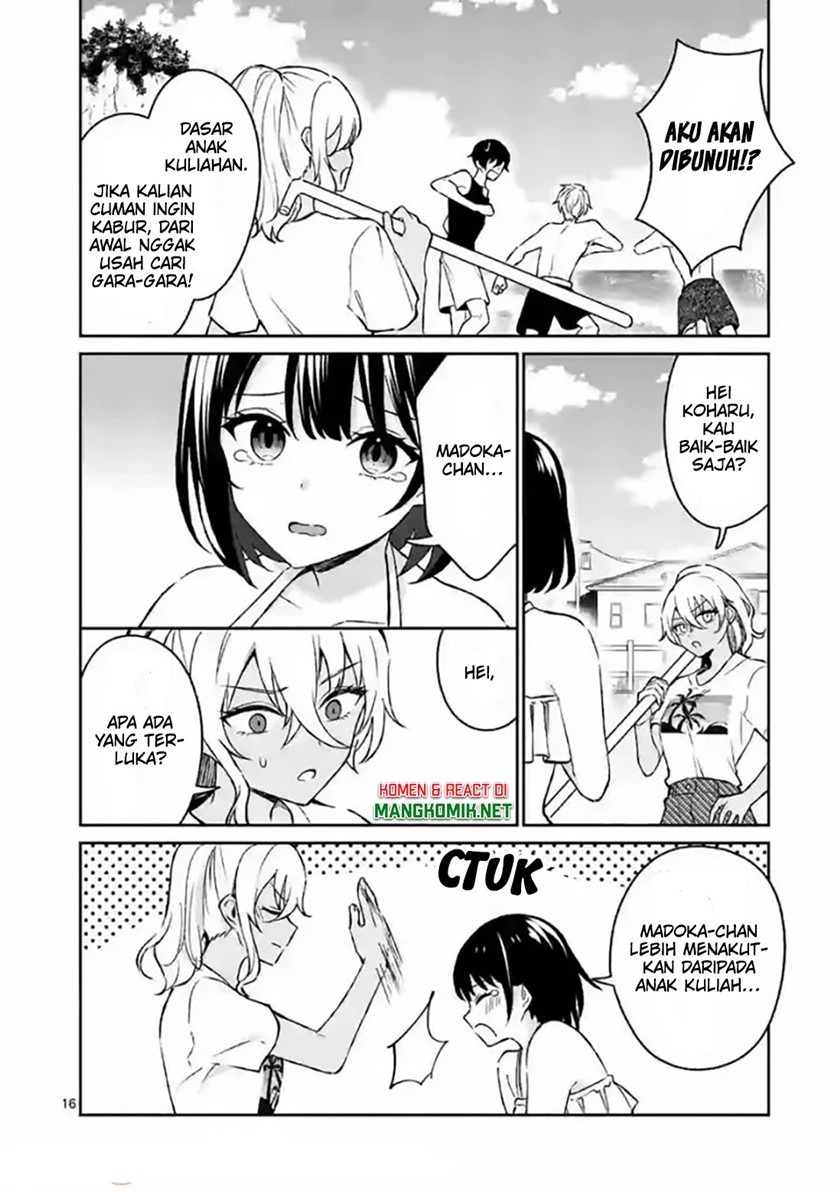 AKU AKAN
DIBUNUH!?
DASAR
ANAK
KULIAHAN.
JIKA KALIAN
CUMAN INGIN
KABUR, DARI
AWAL NGGAK
USAH CARI
GARA-GARA!
HEI
KOHARU,
KAU
BAIK-BAIK
SAJA?
MADOKA-
CHAN...
HEI,
APA ADA
YANG TER-
LUKA?
KOMEN & REACT DI
MANGKOMIK.NET
CTUK
MADOKA-CHAN
LEBIH MENAKUT-
KAN DARIPADA
ANAK KULIAH...
16